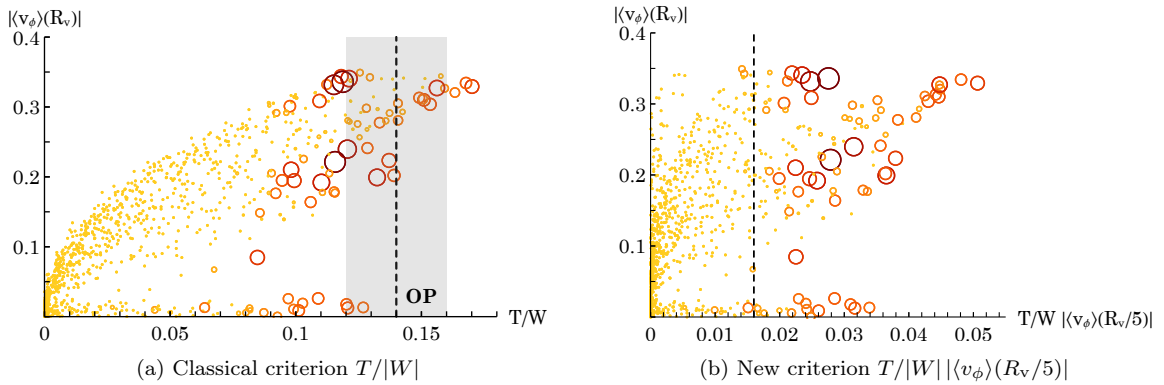 |⟨v_ϕ⟩(R_v)|
0.4
0.3
0.2
0.1
0
0.05
0.1
0.15
OP
T/W
(a) Classical criterion T/|W|
|⟨v_ϕ⟩(R_v)|
0.4
0.3
0.2
0.1
0
0.01
0.02
0.03
0.04
0.05
T/W |⟨v_ϕ⟩(R_v/5)|
(b) New criterion T/|W| |⟨v_ϕ⟩(R_v/5)|